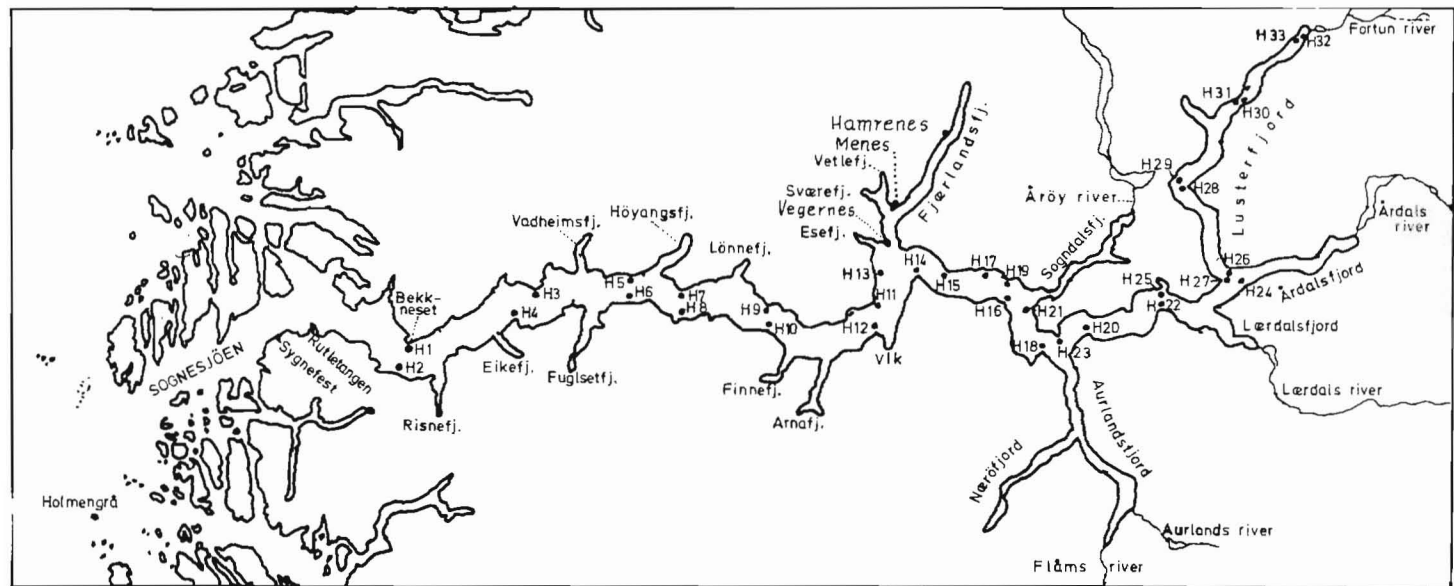 H33
H32
Fortun river
H31
H30
Lusterfjord
Hamrenes
Menes
Vetlefj.
Fjærlandsfj.
Sværefj.
Vegernes
Esefj.
H29
H28
Åröy river
Årdals
river
Vadheimsfj.
Höyangsfj.
Lönnefj.
Sogndalsfj.
H13
H14
H15
H17
H19
H16
H21
H25
H22
H26
H27
H24
Årdalsfjord
Bekk-
neset
H3
H4
H5
H6
H7
H8
H9
H10
H11
H12
Vik
H20
H18
H23
Lærdalsfjord
H1
H2
SOGNESJÖEN
Rutletangen
Sygnefest
Eikefj.
Fuglsetfj.
Finnefj.
Lærdals river
Risnefj.
Arnafj.
Aurlandsfjord
Näröfjord
Holmengrå
Aurlands river
Flåms
river